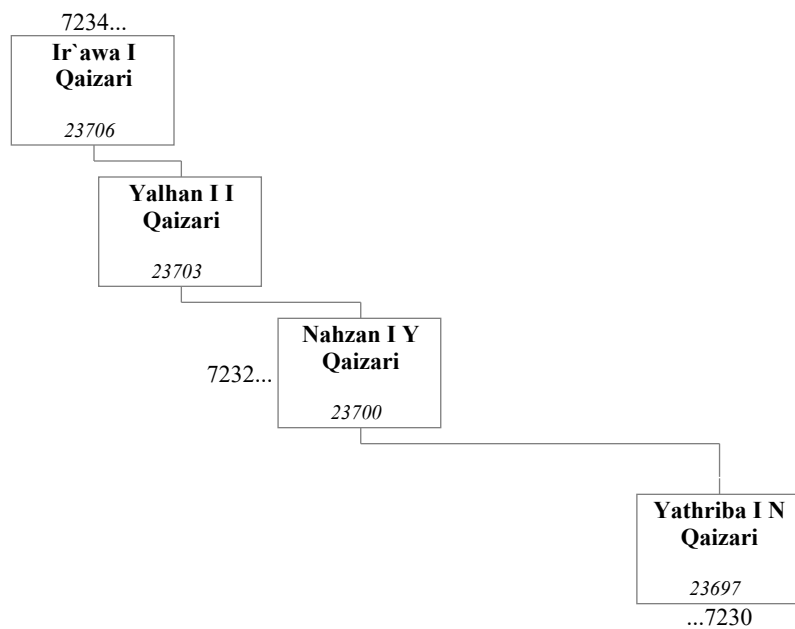 7234...
Ir`awa I
Qaizari
23706
Yalhan I I
Qaizari
23703
Nahzan I Y
Qaizari
7232...
23700
Yathriba I N
Qaizari
23697
...7230